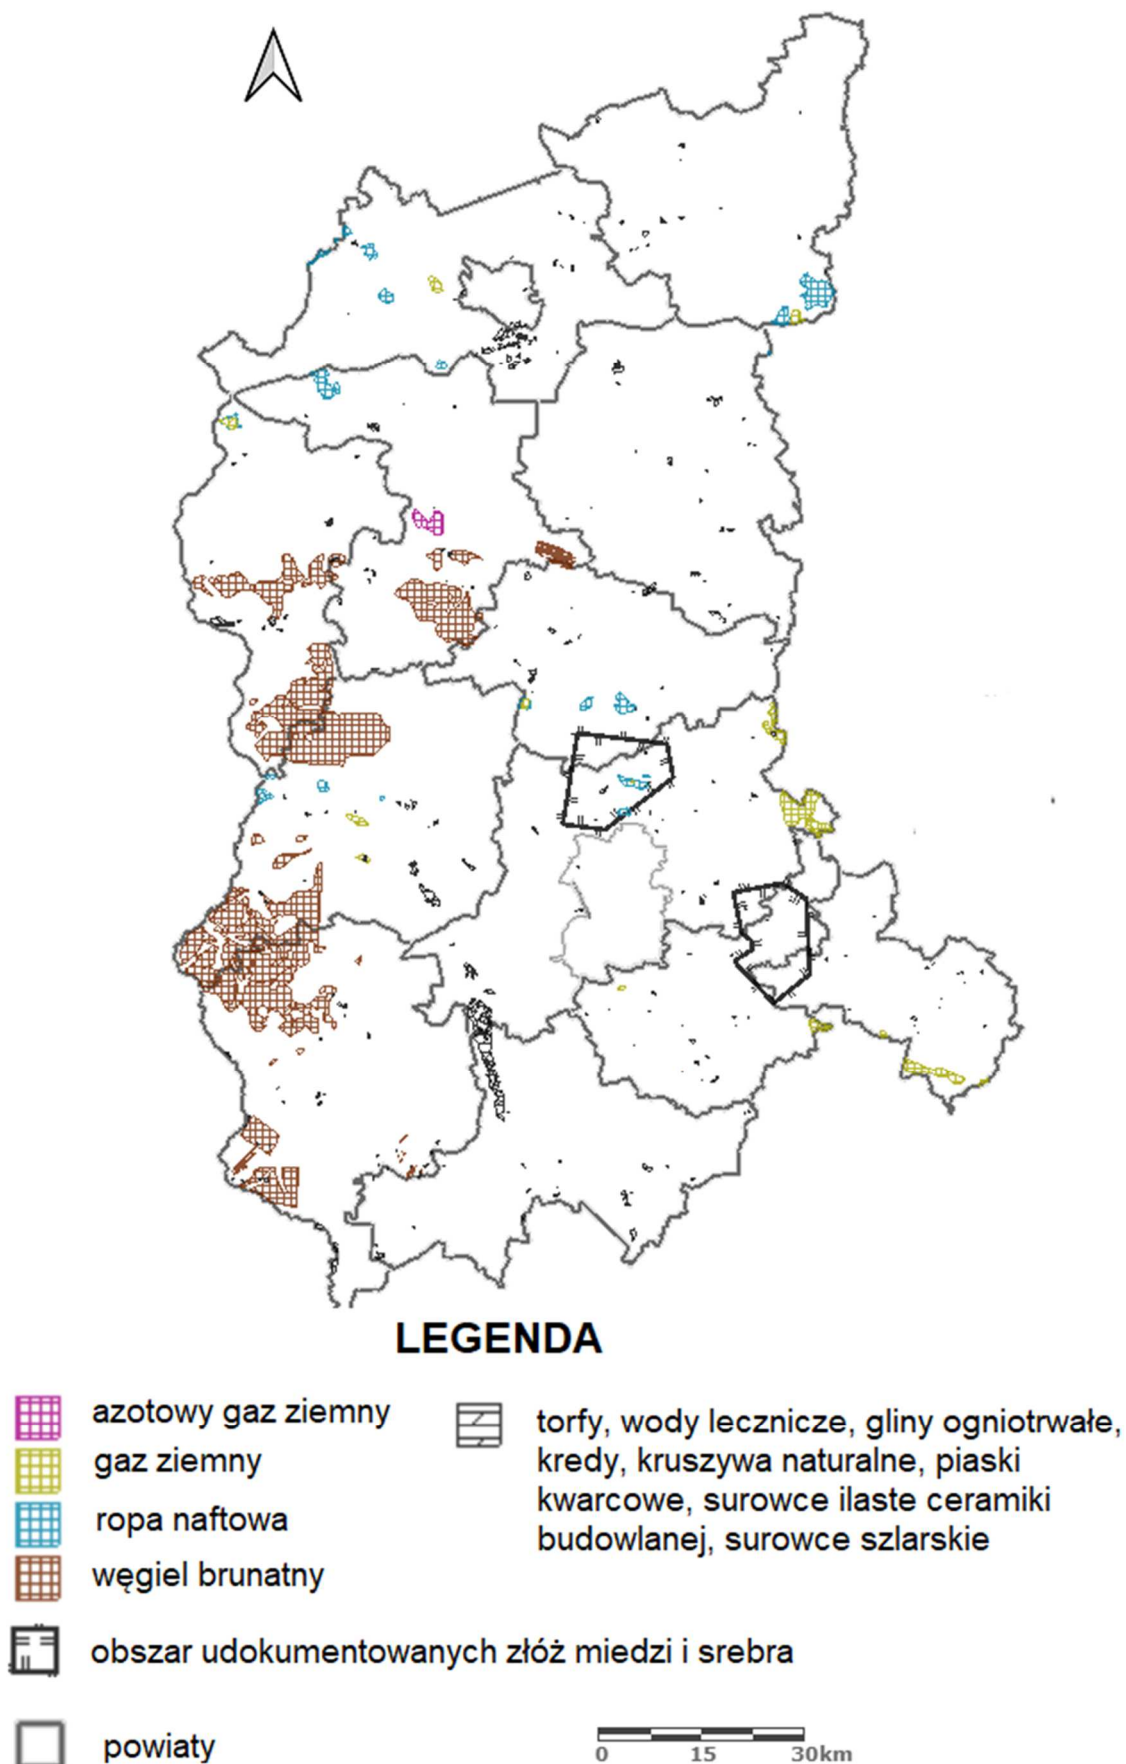 LEGENDA
azotowy gaz ziemny
gaz ziemny
ropa naftowa
węgiel brunatny
torfy, wody lecznicze, gliny ogniotrwałe,
kredy, kruszywa naturalne, piaski
kwarcowe, surowce ilaste ceramiki
budowlanej, surowce szlarskie
obszar udokumentowanych złóż miedzi i srebra
powiaty
0 15 30km